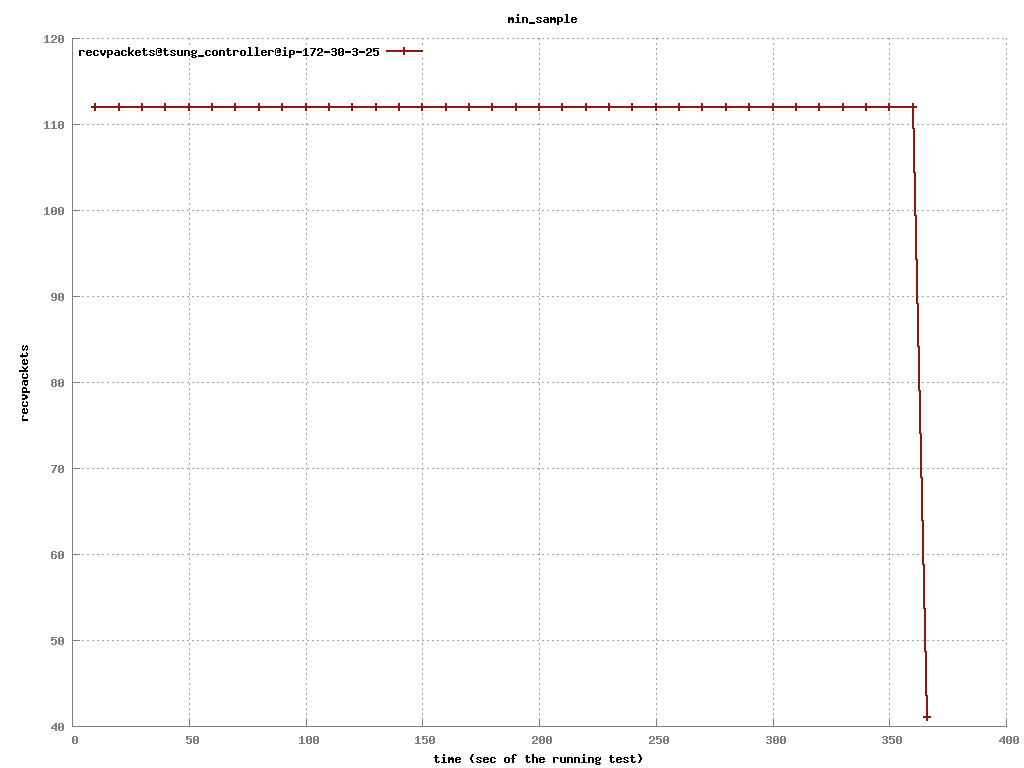 min_sample
120
recvpackets@tsung_controller@ip-172-30-3-25
110
100
90
80
recvpackets
70
60
50
40
0 50 100 150 200 250 300 350 400
time (sec of the running test)